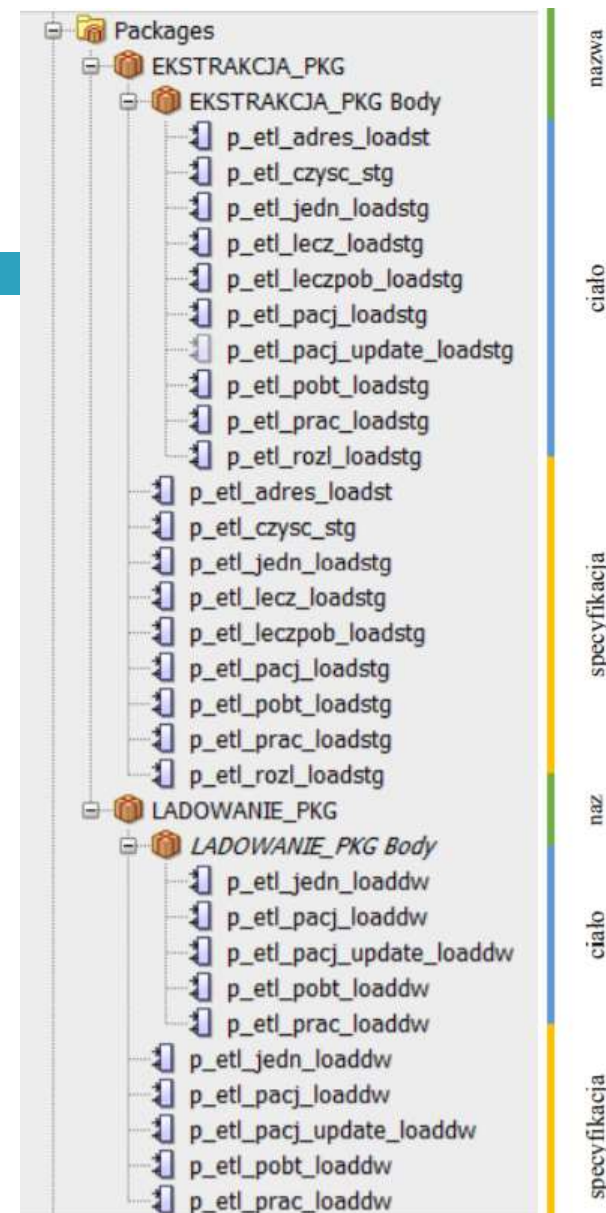 Packages
EKSTRAKCJA_PKG
EKSTRAKCJA_PKG Body
p_etl_adres_loadst
p_etl_czysc_stg
p_etl_jedn_loadstg
p_etl_lecz_loadstg
p_etl_leczpob_loadstg
p_etl_pacj_loadstg
p_etl_pacj_update_loadstg
p_etl_pobt_loadstg
p_etl_prac_loadstg
p_etl_rozl_loadstg
p_etl_adres_loadst
p_etl_czysc_stg
p_etl_jedn_loadstg
p_etl_lecz_loadstg
p_etl_leczpob_loadstg
p_etl_pacj_loadstg
p_etl_pobt_loadstg
p_etl_prac_loadstg
p_etl_rozl_loadstg
LADOWANIE_PKG
LADOWANIE_PKG Body
p_etl_jedn_loaddw
p_etl_pacj_loaddw
p_etl_pacj_update_loaddw
p_etl_pobt_loaddw
p_etl_prac_loaddw
p_etl_jedn_loaddw
p_etl_pacj_loaddw
p_etl_pacj_update_loaddw
p_etl_pobt_loaddw
p_etl_prac_loaddw
nazwa
ciało
specyfikacja
naz
ciało
specyfikacja